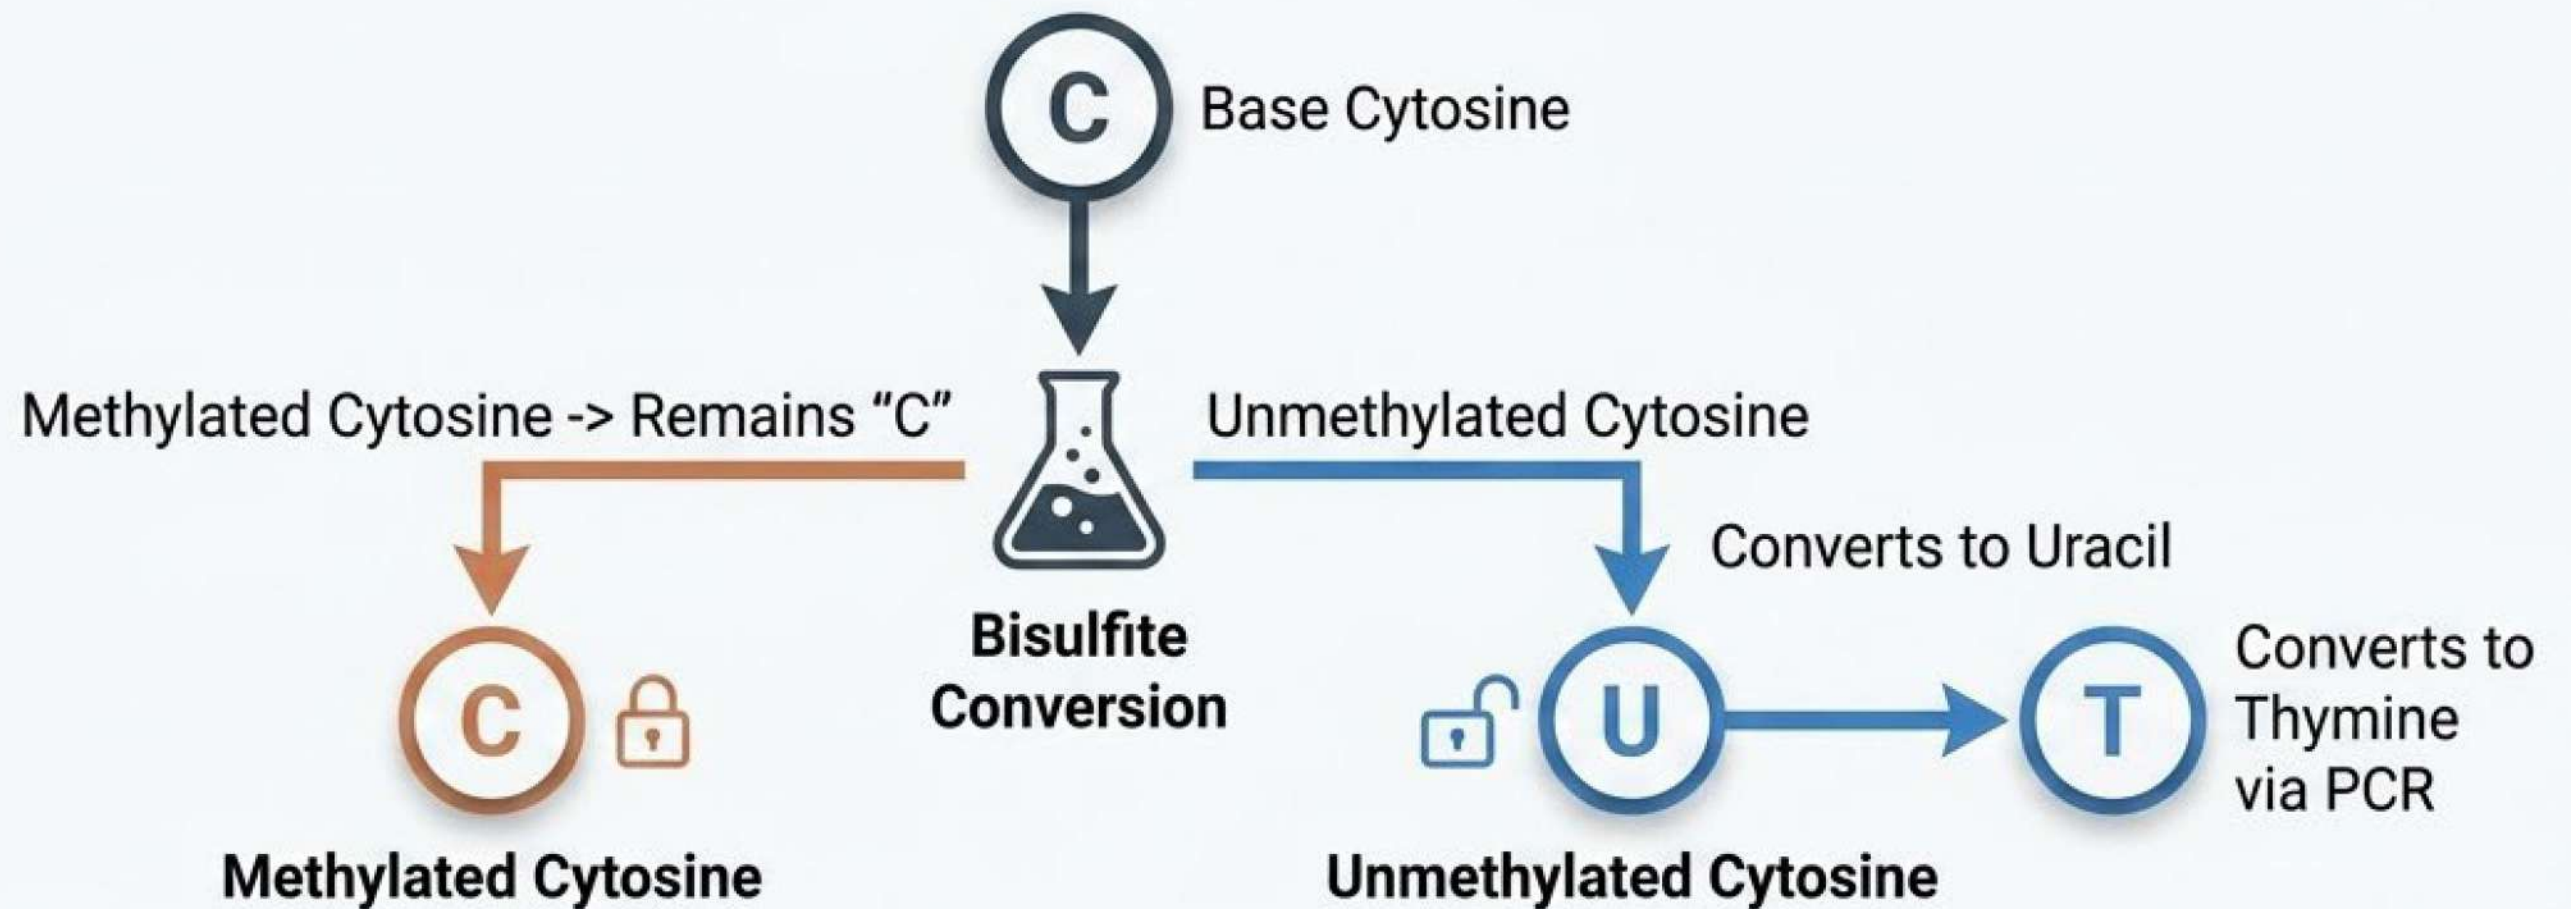 C
Base Cytosine
Methylated Cytosine -> Remains “C”
Unmethylated Cytosine
Converts to Uracil
Bisulfite
Conversion
C
U
T
Converts to
Thymine
via PCR
Methylated Cytosine
Unmethylated Cytosine